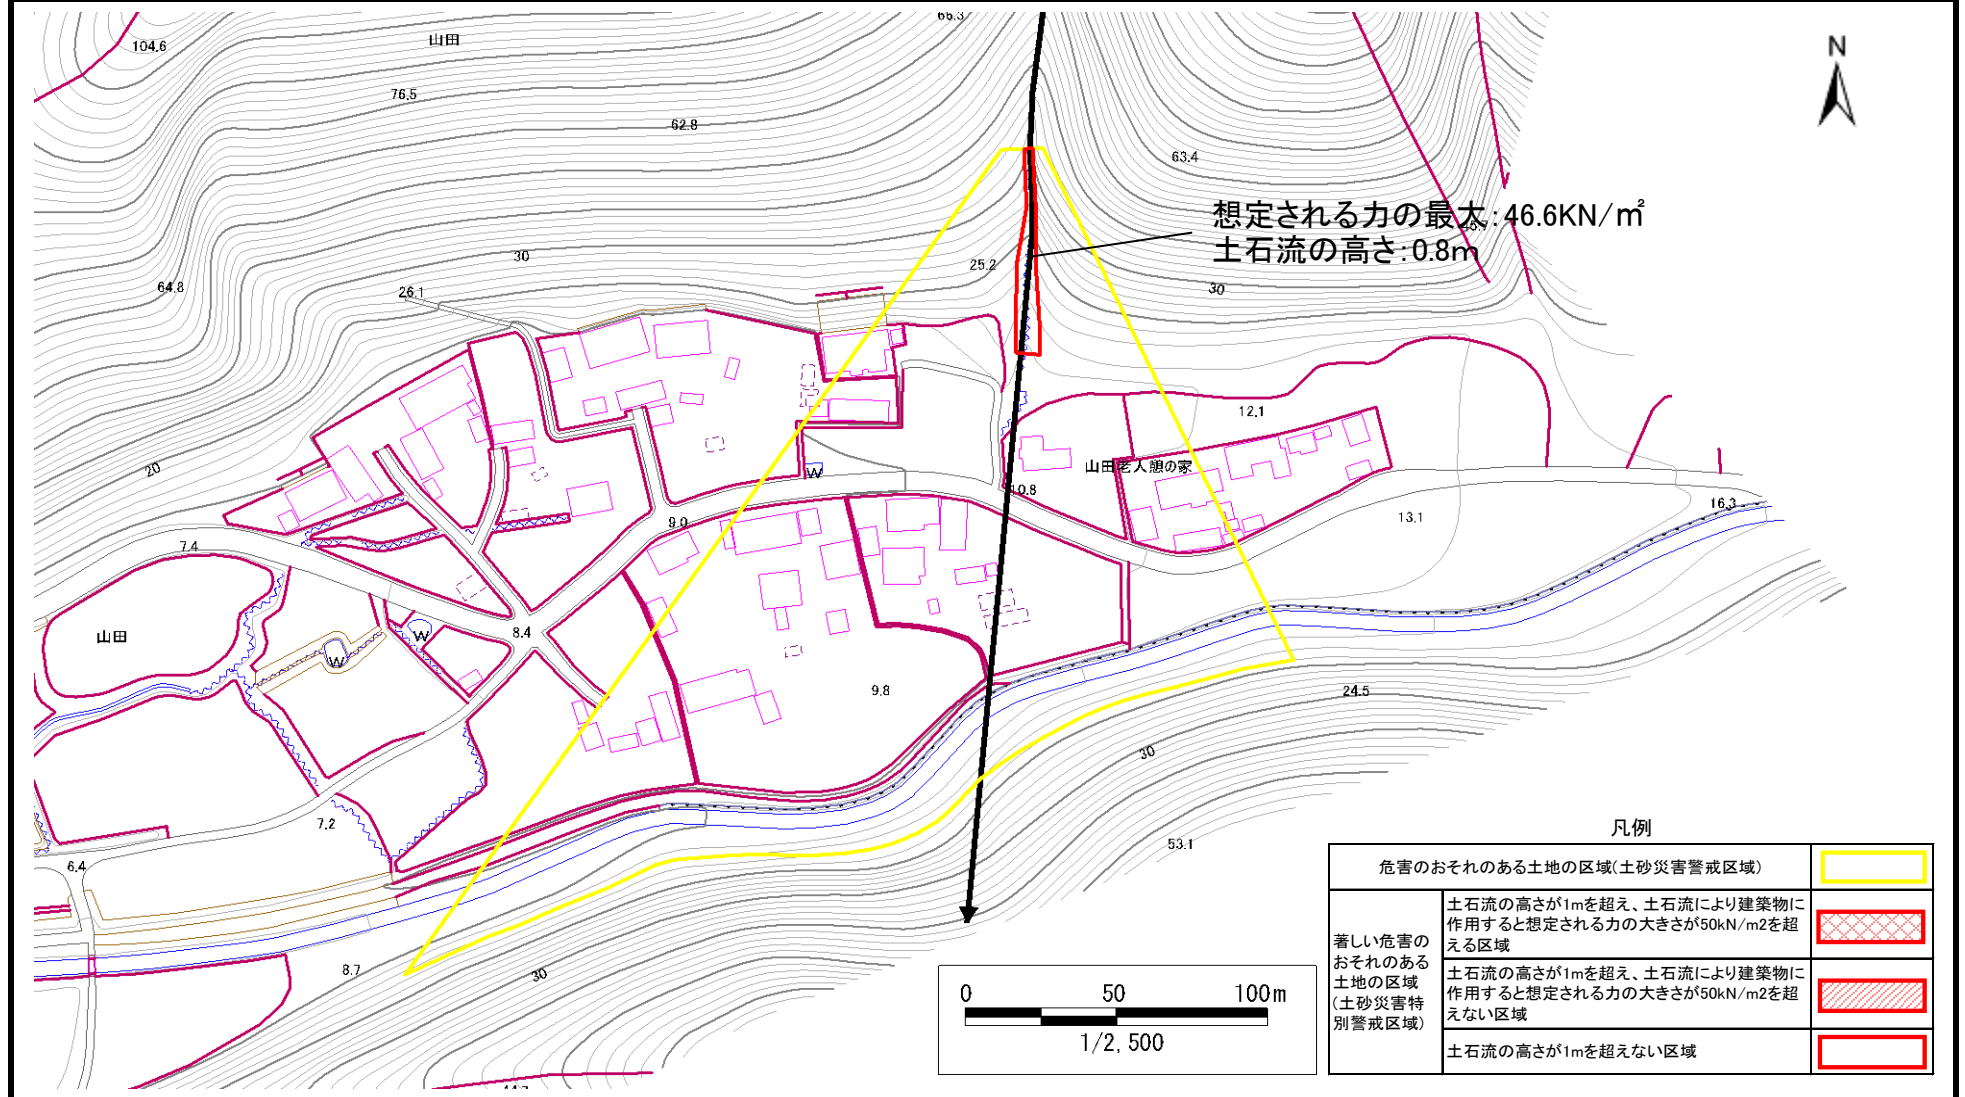 66.3
104.6
山田
N
76.5
62.8
63.4
想定される力の最大:46.6KN/㎡
土石流の高さ:0.8m
30
25.2
64.8
26.1
30
12.1
山田老人憩の家
20
W
10.8
16.3
9.0
13.1
7.4
山田
8.4
W
W
9.8
24.5
30
7.2
53.1
6.4
8.7
30
0 50 100m
1/2,500
凡例
危害のおそれのある土地の区域(土砂災害警戒区域)
著しい危害の
おそれのある
土地の区域
(土砂災害特
別警戒区域)
土石流の高さが1mを超え、土石流により建築物に
作用すると想定される力の大きさが50kN/m2を超
える区域
土石流の高さが1mを超え、土石流により建築物に
作用すると想定される力の大きさが50kN/m2を超
えない区域
土石流の高さが1mを超えない区域